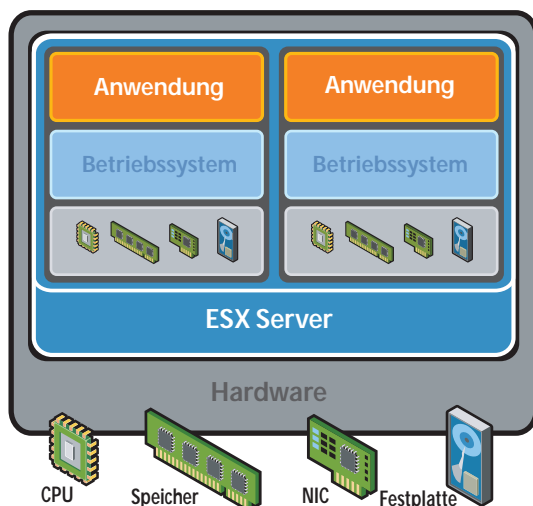 Anwendung Anwendung
Betriebssystem Betriebssystem
ESX Server
Hardware
CPU Speicher NIC Festplatte